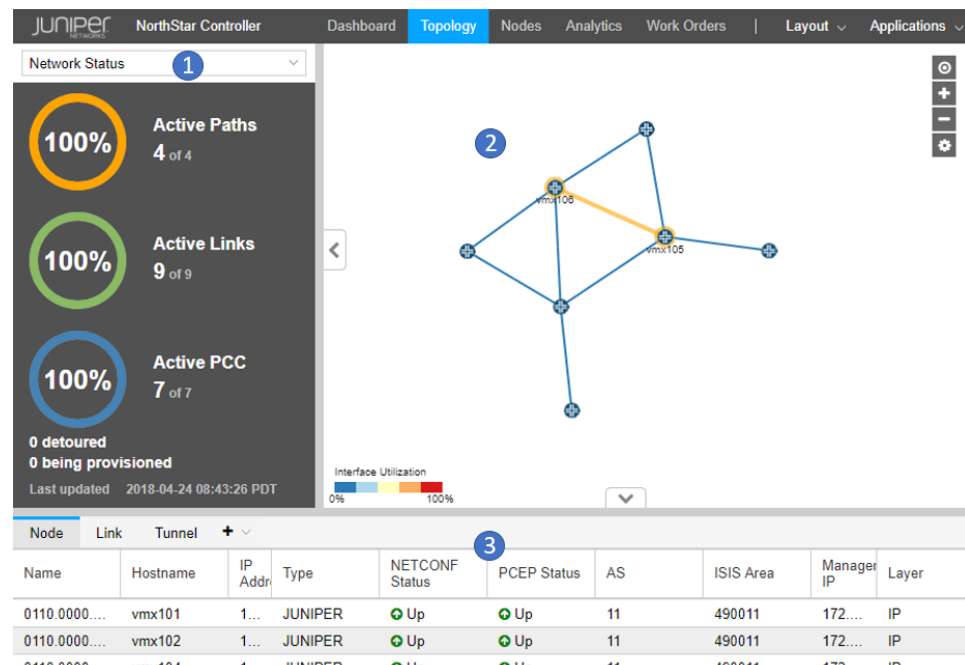 JUNIPER NETWORKS NorthStar Controller Dashboard Topology Nodes Analytics Work Orders | Layout Applications
Network Status 1
100% Active Paths
4 of 4
100% Active Links
9 of 9
100% Active PCC
7 of 7
0 detoured
0 being provisioned
Last updated 2018-04-24 08:43:26 PDT
2
vmx106
vmx105
Interface Utilization
0% 100%
Node Link Tunnel +
3
Name Hostname IP Addr Type NETCONF Status PCEP Status AS ISIS Area Manager IP Layer
0110.0000.... vmx101 1... JUNIPER Up Up 11 490011 172.... IP
0110.0000.... vmx102 1... JUNIPER Up Up 11 490011 172.... IP